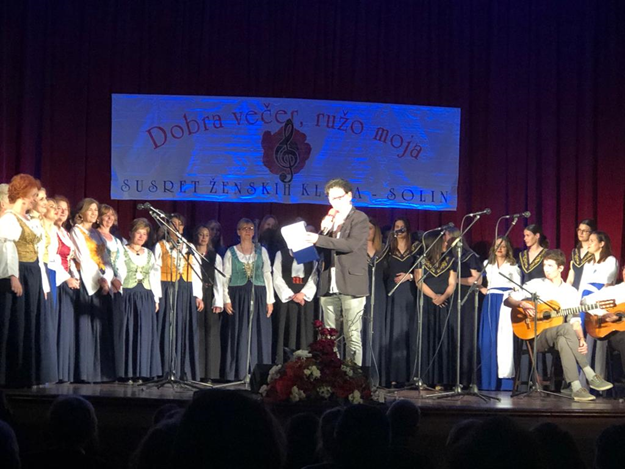 Dobra večer, ružo moja
SUSRET ŽENSKIH KLAPA - SOLIN